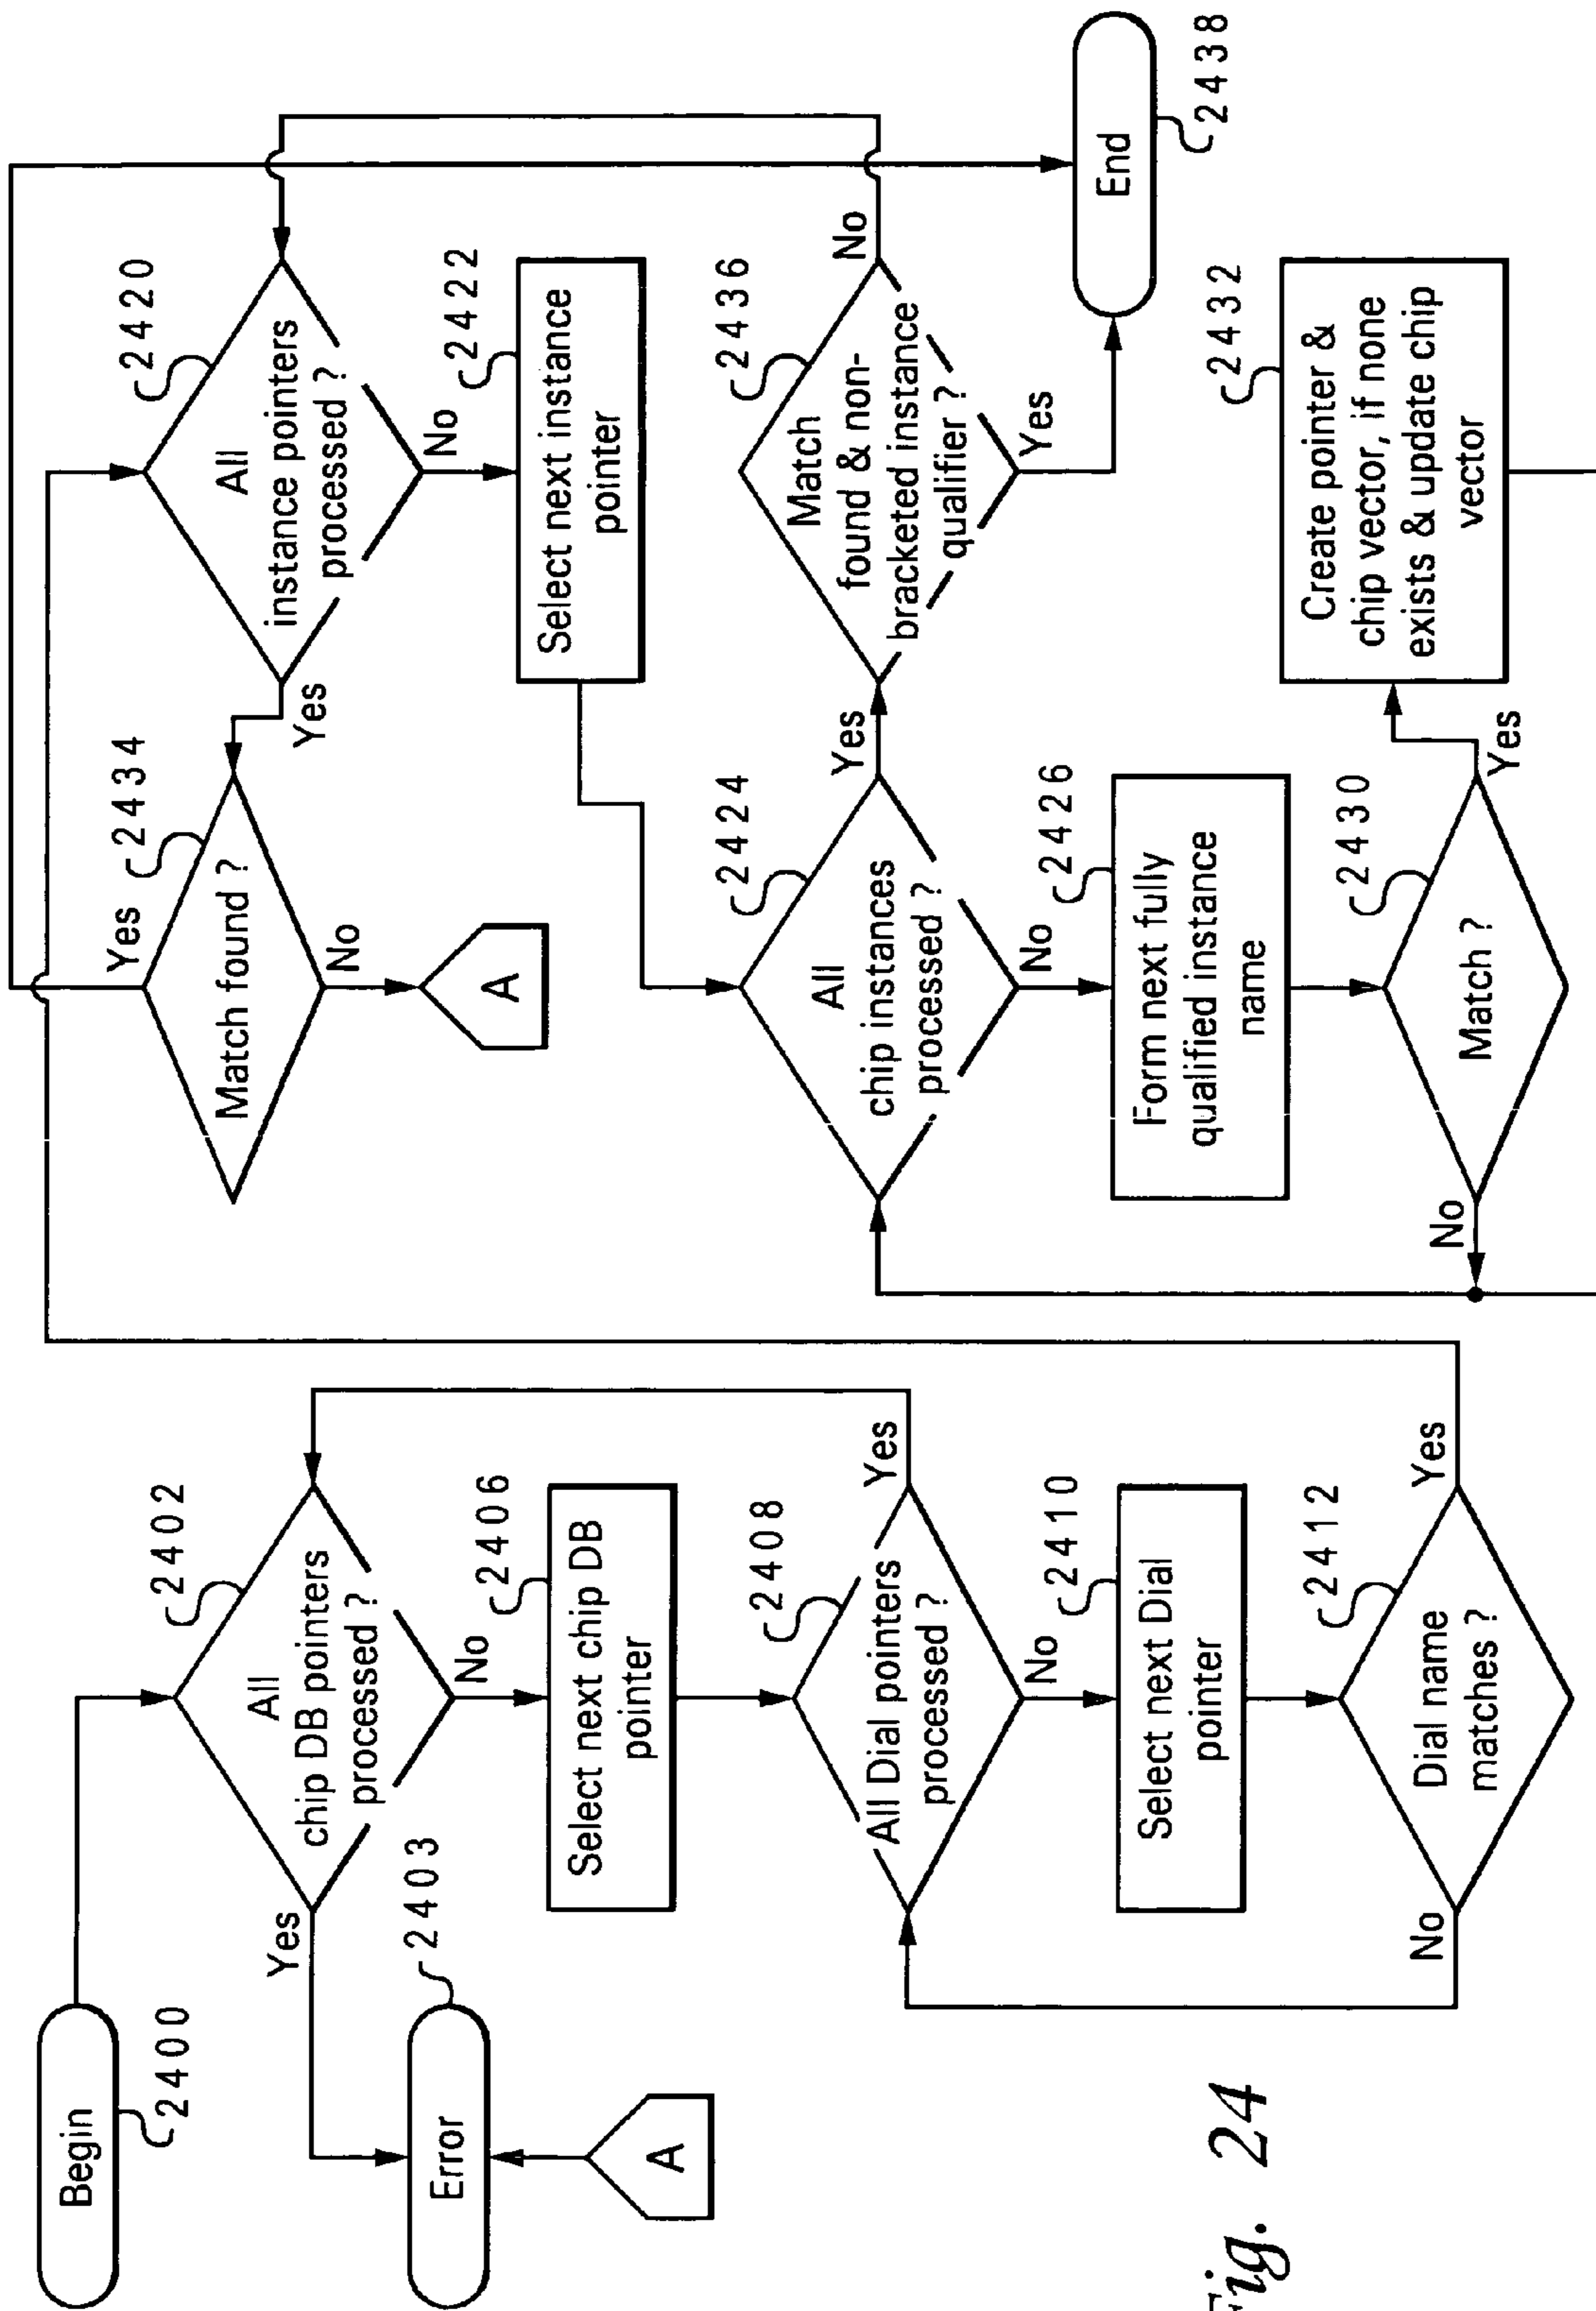 Begin
2400
All
chip DB pointers
processed ?
2402
Yes
No
Error
2403
A
Select next chip DB
pointer
2406
All Dial pointers
processed ?
2408
Yes
No
Select next Dial
pointer
2410
Dial name
matches ?
2412
No
Yes
Match found ?
2434
Yes
No
A
All
instance pointers
processed ?
2420
Yes
No
Select next instance
pointer
2422
All
chip instances
processed ?
2424
Yes
No
Match
found & non-
bracketed instance
qualifier ?
2436
No
Yes
End
2438
Form next fully
qualified instance
name
2426
Match ?
2430
No
Yes
Create pointer &
chip vector, if none
exists & update chip
vector
2432
Fig. 24